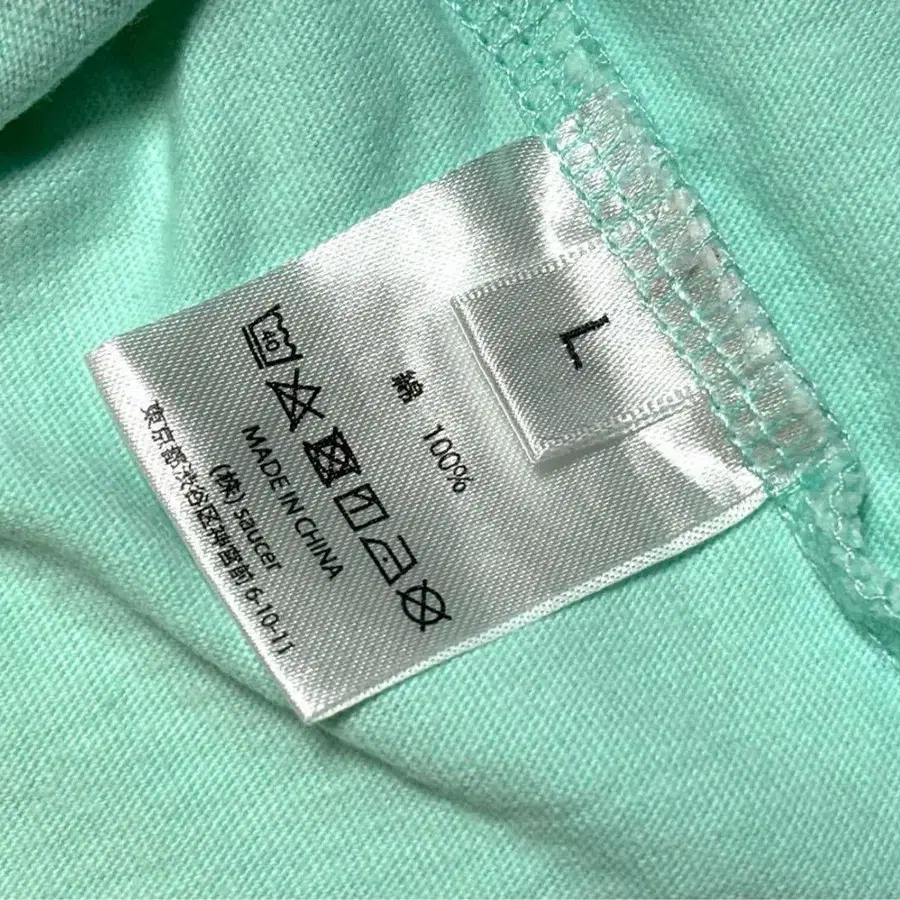 L
綿 100%
40
MADE IN CHINA
(株) saucer
東京都渋谷区神宮前 6-10-11